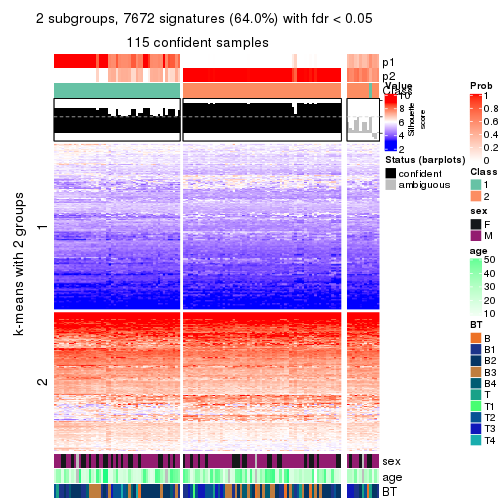 2 subgroups, 7672 signatures (64.0%) with fdr < 0.05
115 confident samples
p1
p2
Class
k-means with 2 groups
1
2
sex
age
BT
Value
10
8
6
4
2
Silhouette
score
Status (barplots)
confident
ambiguous
Prob
1
0.8
0.6
0.4
0.2
0
Class
1
2
sex
F
M
age
50
40
30
20
10
BT
B
B1
B2
B3
B4
T
T1
T2
T3
T4